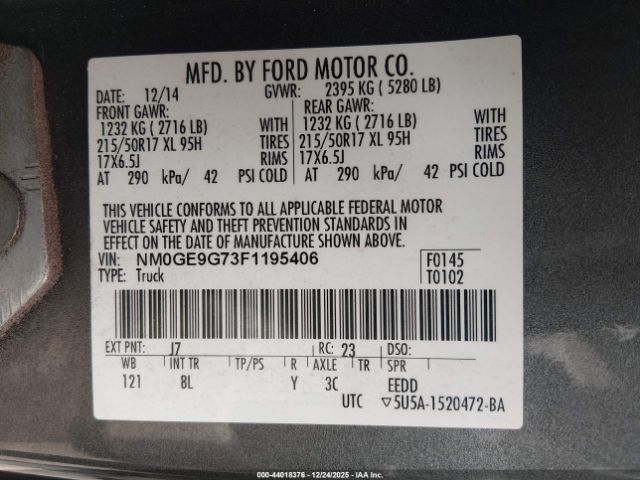 MFD. BY FORD MOTOR CO.
DATE: 12/14 GVWR: 2395 KG ( 5280 LB)
FRONT GAWR: REAR GAWR:
1232 KG ( 2716 LB) WITH 1232 KG ( 2716 LB) WITH
215/50R17 XL 95H TIRES 215/50R17 XL 95H TIRES
17X6.5J RIMS 17X6.5J RIMS
AT 290 kPa/ 42 PSI COLD AT 290 kPa/ 42 PSI COLD
THIS VEHICLE CONFORMS TO ALL APPLICABLE FEDERAL MOTOR
VEHICLE SAFETY AND THEFT PREVENTION STANDARDS IN
EFFECT ON THE DATE OF MANUFACTURE SHOWN ABOVE.
VIN: NM0GE9G73F1195406 F0145
TYPE: Truck T0102
EXT PNT: J7 RC: 23 DSO:
WB INT TR TP/PS R AXLE TR SPR
121 8L Y 3C EEDD
UTC ▽5U5A-1520472-BA
© IAA, LLC 000-44018376 - 12/24/2025 - IAAI.com